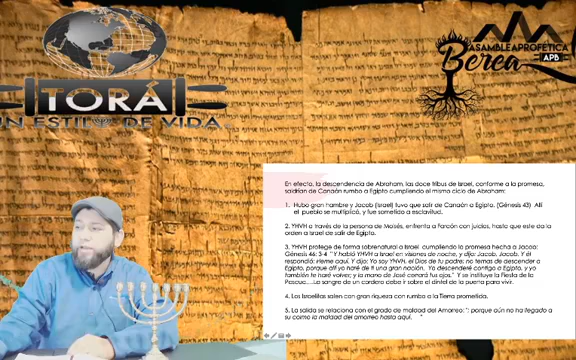 TORÁ
UN ESTILO DE VIDA
ASAMBLEA PROFETICA
Berea
APB
En efecto, la descendencia de Abraham, las doce tribus de Israel, conforme a la promesa,
saldrían de Canaán rumbo a Egipto cumpliendo el mismo ciclo de Abraham:
1. Hubo gran hambre y Jacob (Israel) tuvo que salir de Canaán a Egipto. (Génesis 43) Allí
el pueblo se multiplicó, y fue sometido a esclavitud.
2. YHVH a través de la persona de Moisés, enfrenta a Faraón con juicios, hasta que este da la
orden a Israel de salir de Egipto.
3. YHVH protege de forma sobrenatural a Israel cumpliendo la promesa hecha a Jacob:
Génesis 46: 3-4 "Y habló YHVH a Israel en visiones de noche, y dijo: Jacob, Jacob. Y él
respondió: Heme aquí. Y dijo: Yo soy YHVH, el Dios de tu padre; no temas de descender a
Egipto, porque allí yo haré de ti una gran nación. Yo descenderé contigo a Egipto, y yo
también te haré volver; y la mano de José cerrará tus ojos." Y se instituye la Fiesta de la
Pascua.....La sangre de un cordero debía ir sobre el dintel de la puerta para vivir.
4. Los Israelitas salen con gran riqueza con rumbo a la Tierra prometida.
5. La salida se relaciona con el grado de maldad del Amorreo: "; porque aún no ha llegado a
su colmo la maldad del amorreo hasta aquí. "